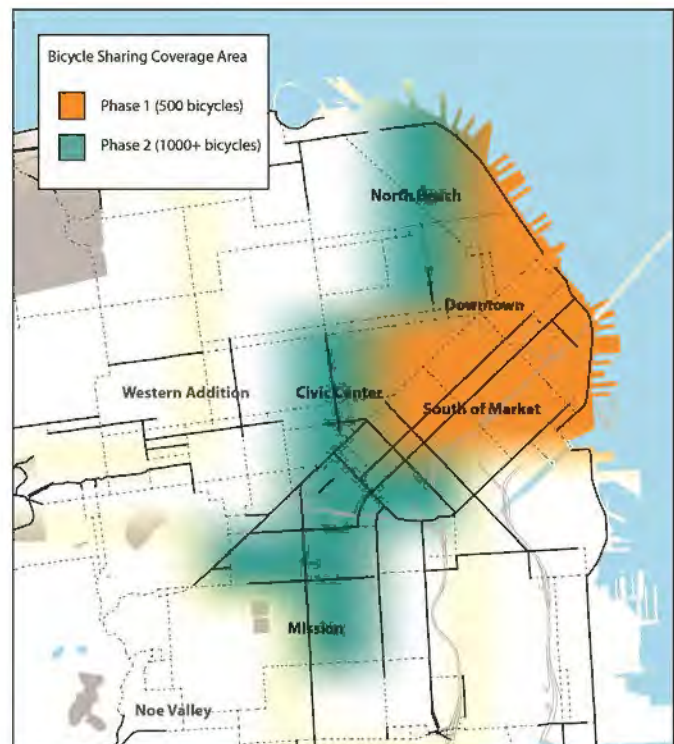 Bicycle Sharing Coverage Area
Phase 1 (500 bicycles)
Phase 2 (1000+ bicycles)
North Beach
Downtown
Western Addition
Civic Center
South of Market
Mission
Noe Valley